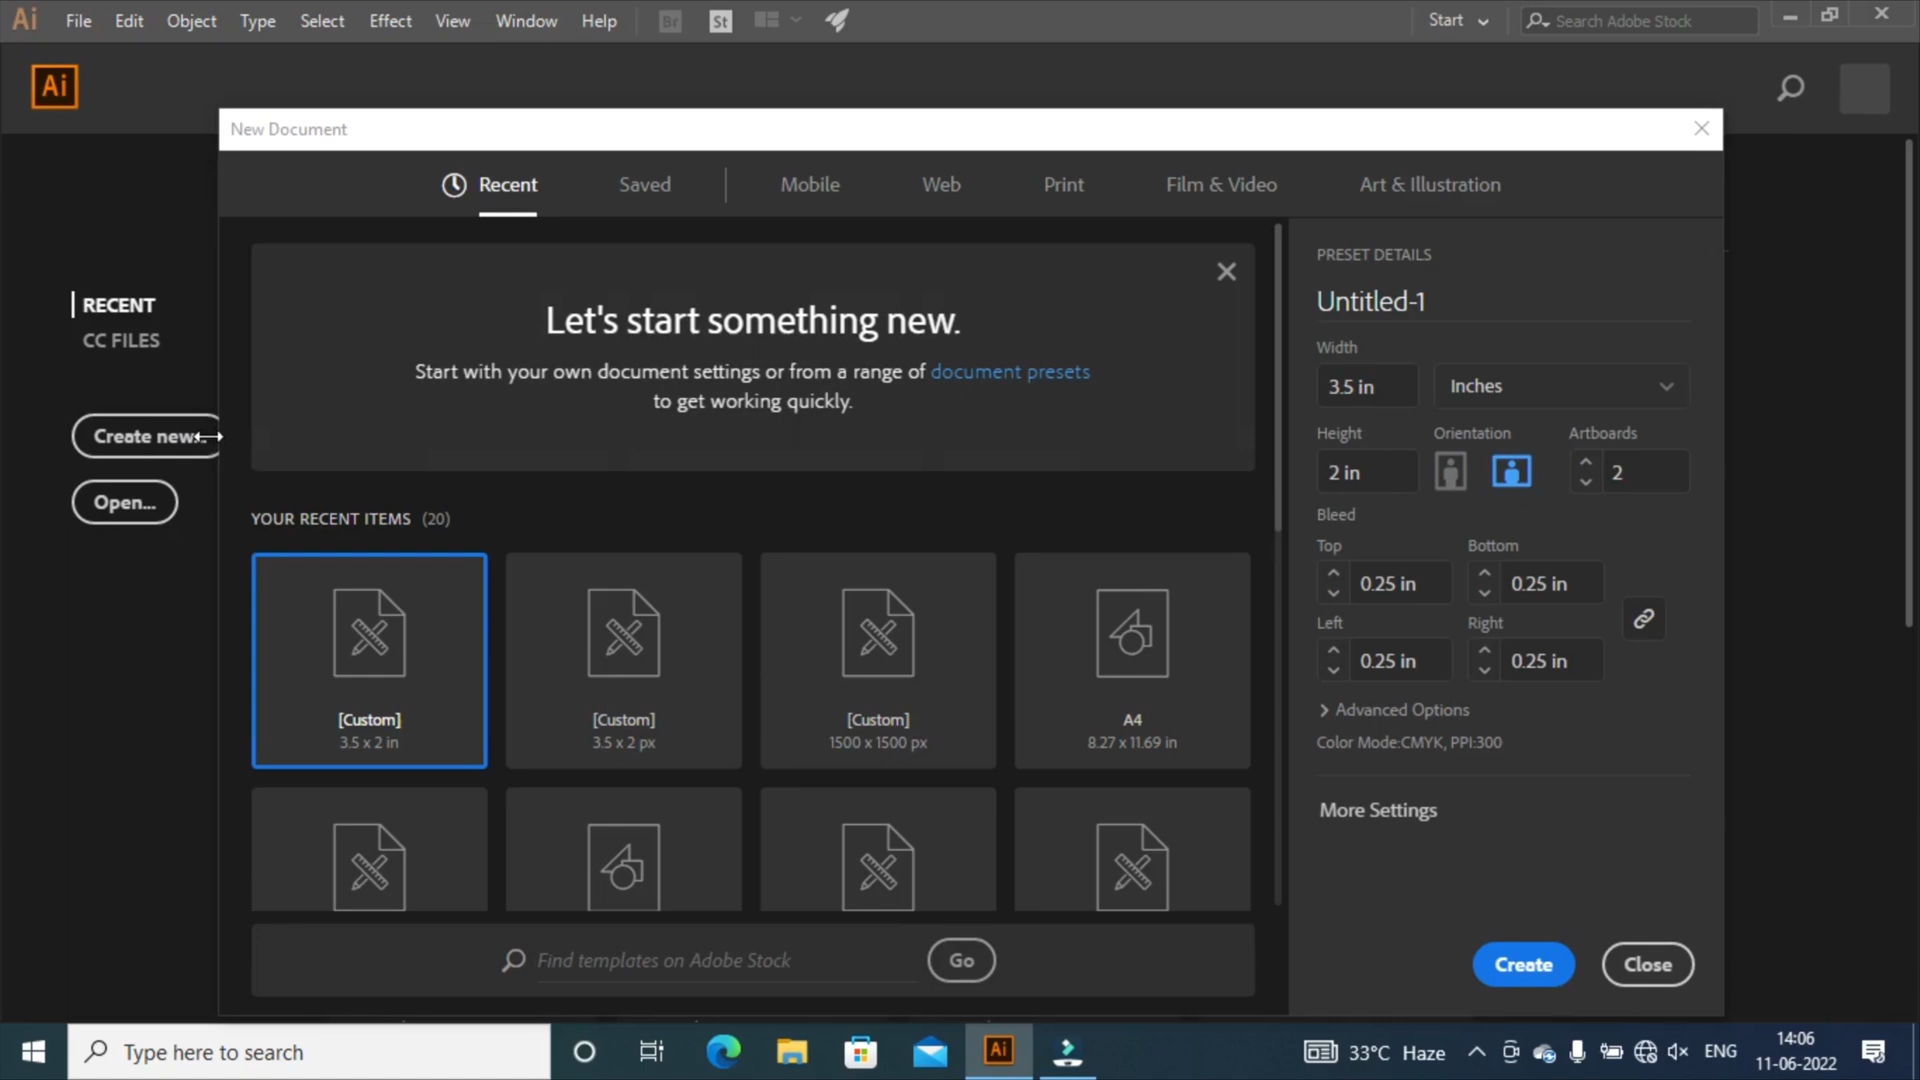 Ai File Edit Object Type Select Effect View Window Help Br St Start Search Adobe Stock
Ai
New Document
Recent Saved Mobile Web Print Film & Video Art & Illustration
RECENT
CC FILES
Create new...
Open...
Let's start something new.
Start with your own document settings or from a range of document presets
to get working quickly.
YOUR RECENT ITEMS (20)
[Custom]
3.5 x 2 in
[Custom]
3.5 x 2 px
[Custom]
1500 x 1500 px
A4
8.27 x 11.69 in
Find templates on Adobe Stock Go
PRESET DETAILS
Untitled-1
Width
3.5 in Inches
Height Orientation Artboards
2 in 2
Bleed
Top Bottom
0.25 in 0.25 in
Left Right
0.25 in 0.25 in
Advanced Options
Color Mode:CMYK, PPI:300
More Settings
Create Close
Type here to search Ai 33°C Haze ENG
14:06
11-06-2022